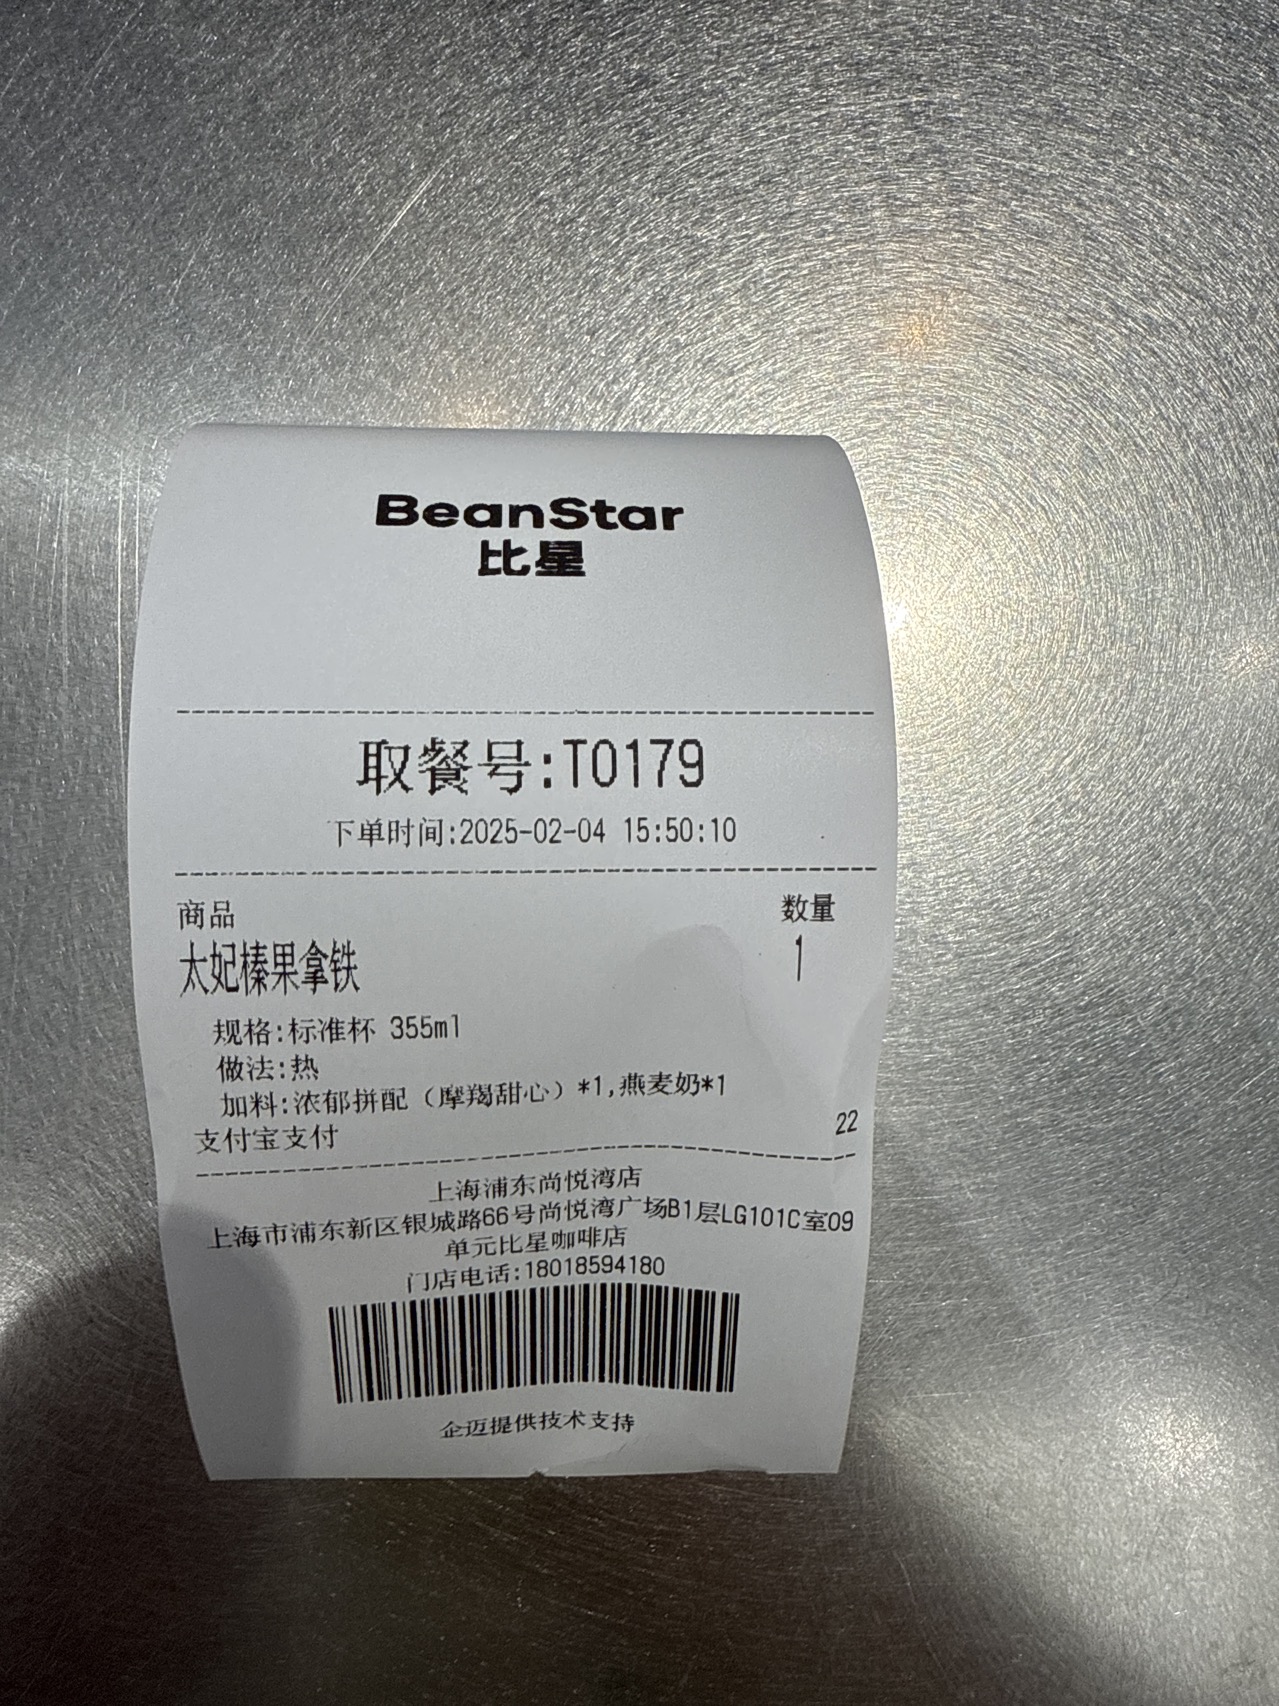 BeanStar
比星
取餐号:T0179
下单时间:2025-02-04 15:50:10
商品 数量
太妃榛果拿铁 1
规格:标准杯 355ml
做法:热
加料:浓郁拼配（摩羯甜心）*1,燕麦奶*1
支付宝支付 22
上海浦东尚悦湾店
上海市浦东新区银城路66号尚悦湾广场B1层LG101C室09
单元比星咖啡店
门店电话:18018594180
企迈提供技术支持